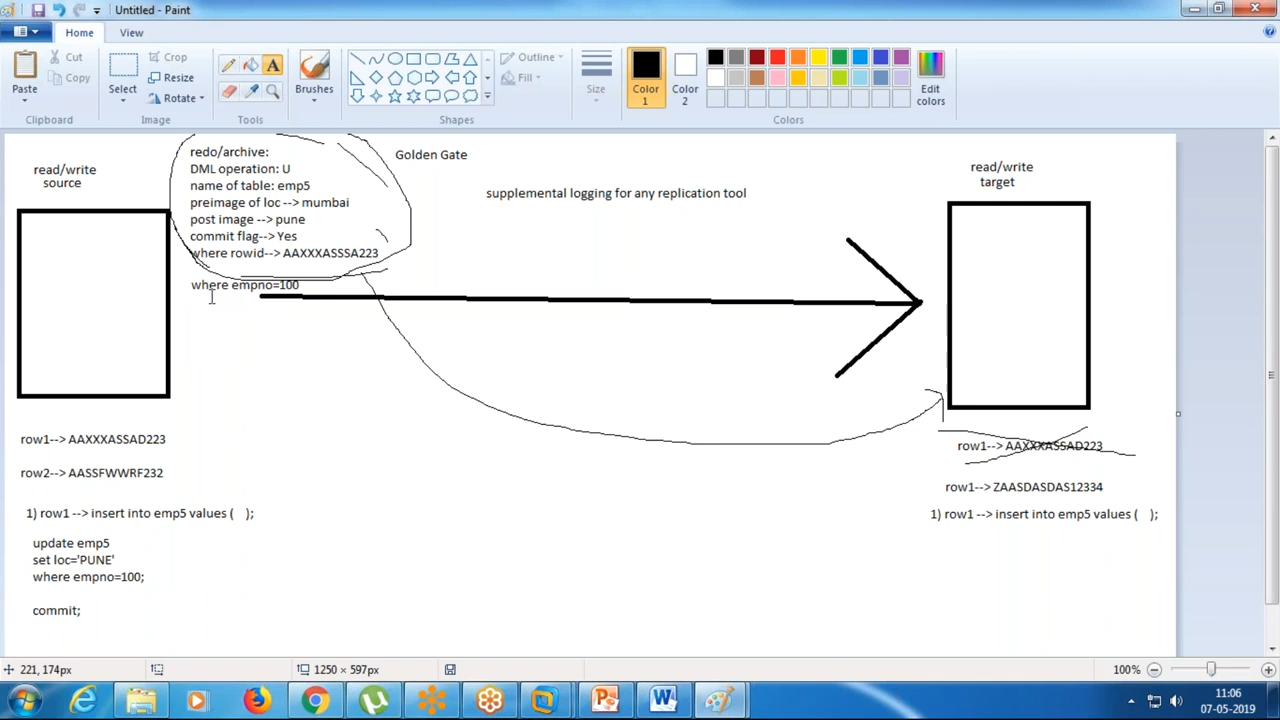 Untitled - Paint
Home
View
Paste
Cut
Copy
Clipboard
Select
Crop
Resize
Rotate
Image
A
Tools
Brushes
Outline
Fill
Shapes
Size
Color
1
Color
2
Edit
colors
Colors
read/write
source
redo/archive:
DML operation: U
name of table: emp5
preimage of loc --> mumbai
post image --> pune
commit flag--> Yes
where rowid--> AAXXXASSSA223
where empno=100
Golden Gate
supplemental logging for any replication tool
read/write
target
row1--> AAXXXASSAD223
row2--> AASSFWWRF232
1) row1 --> insert into emp5 values (   );
update emp5
set loc='PUNE'
where empno=100;
commit;
row1--> AAXXXASSAD223
row1--> ZAASDASDAS12334
1) row1 --> insert into emp5 values (   );
221, 174px
1250 × 597px
100%
11:06
07-05-2019